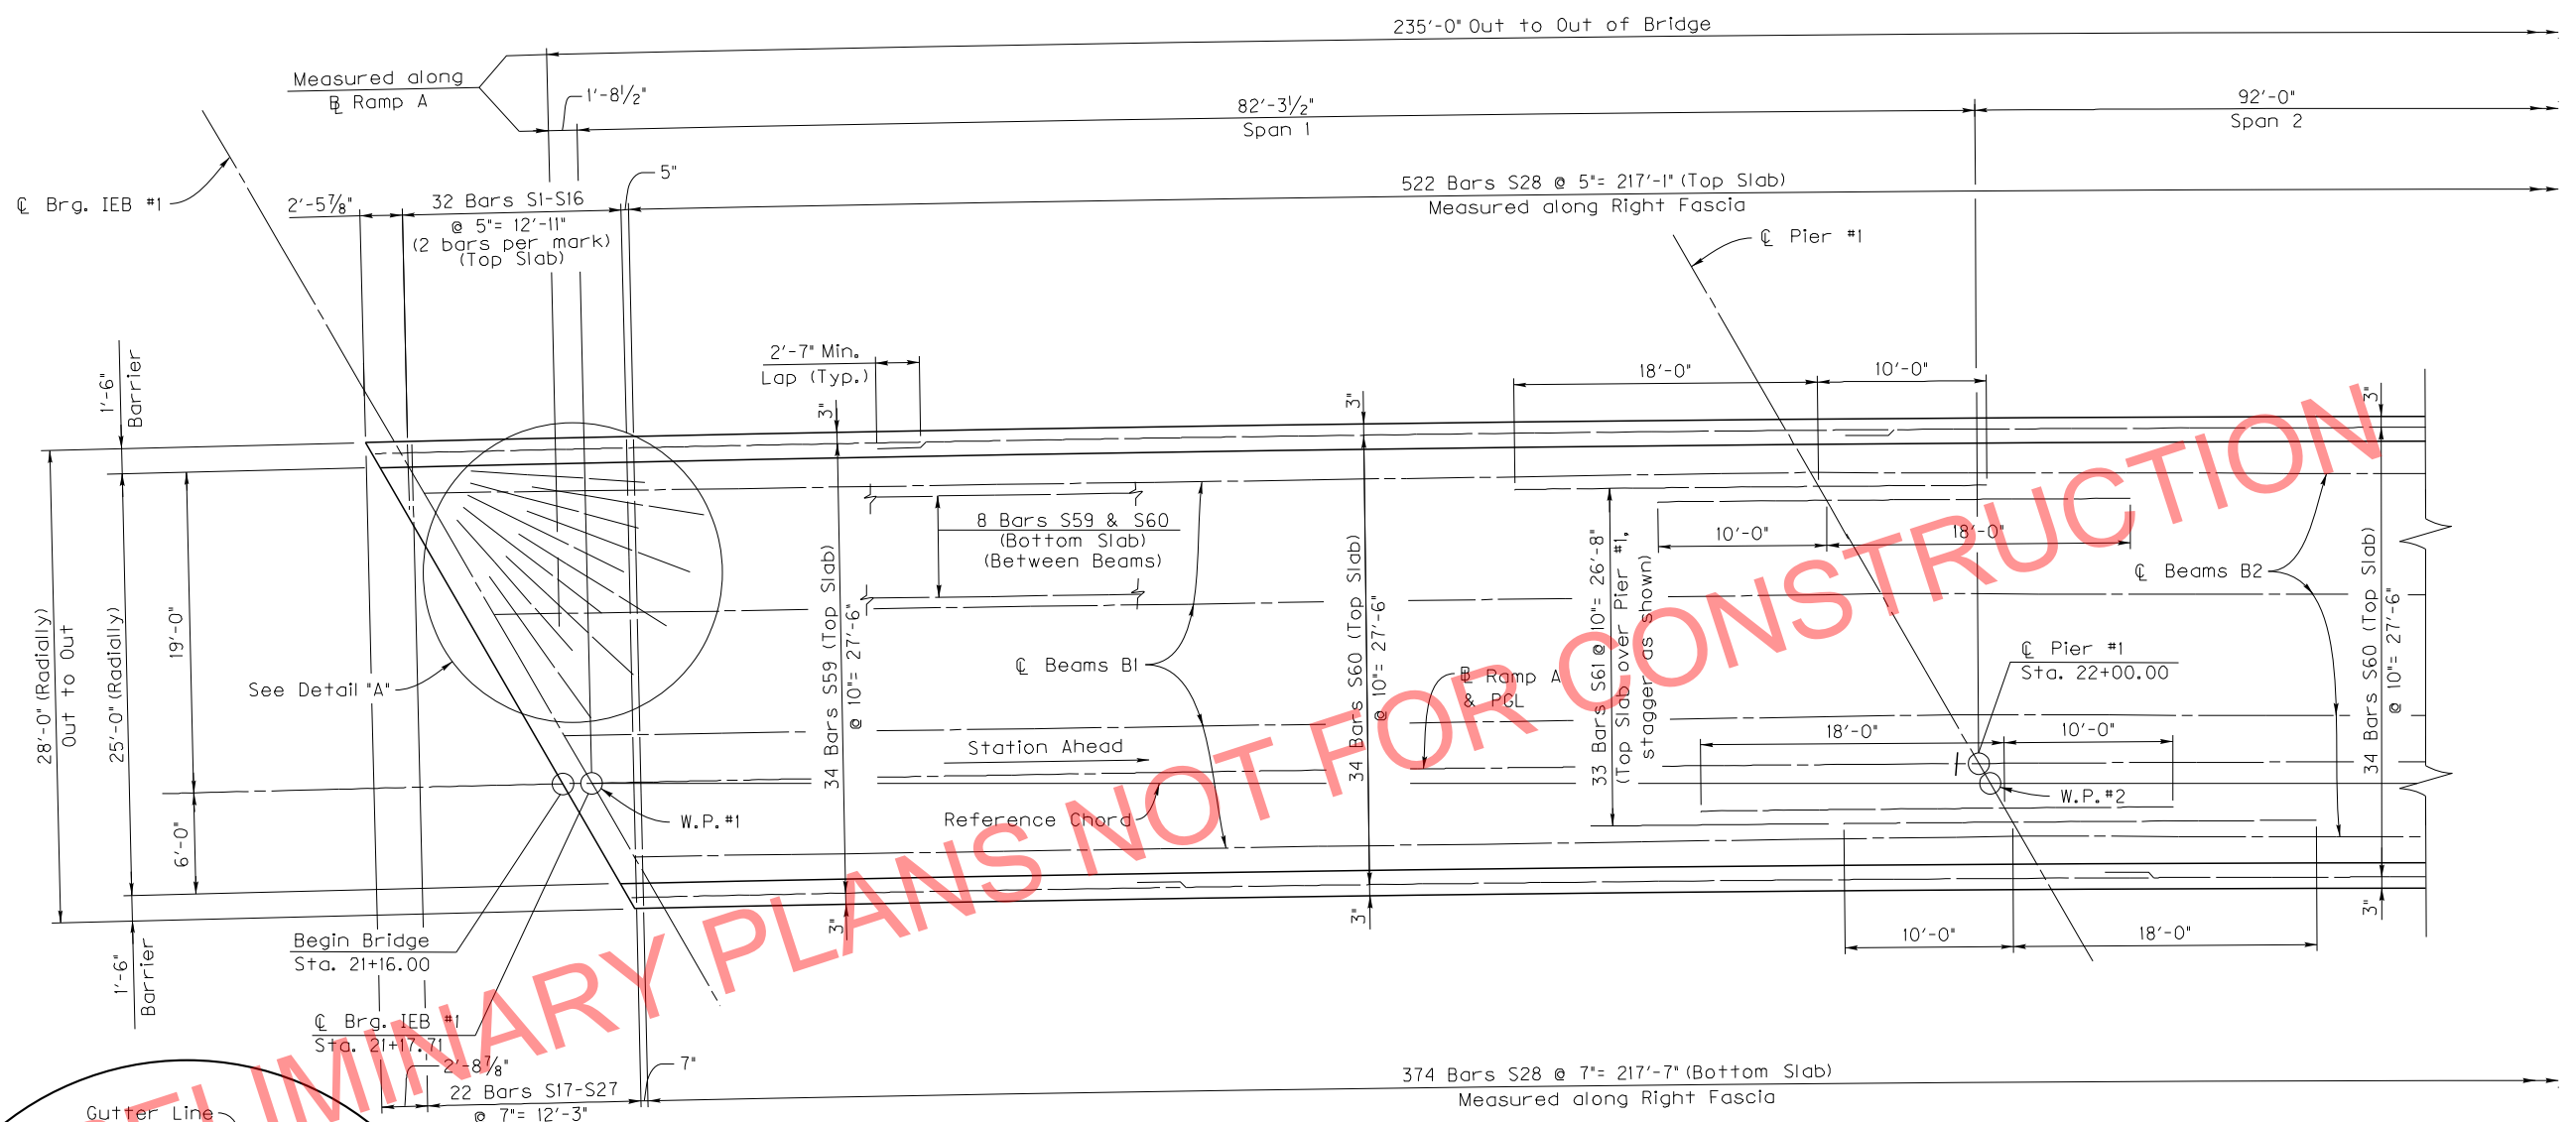 235'-0" Out to Out of Bridge
Measured along
℄ Ramp A
1'-8½"
82'-3½"
Span 1
92'-0"
Span 2
5"
℄ Brg. IEB #1
2'-5⅞"
32 Bars S1-S16
@ 5"= 12'-11"
(2 bars per mark)
(Top Slab)
522 Bars S28 @ 5"= 217'-1" (Top Slab)
Measured along Right Fascia
℄ Pier #1
1'-6"
Barrier
2'-7" Min.
Lap (Typ.)
3"
3"
18'-0"
10'-0"
3"
28'-0" (Radially)
Out to Out
25'-0" (Radially)
19'-0"
6'-0"
8 Bars S59 & S60
(Bottom Slab)
(Between Beams)
34 Bars S59 (Top Slab)
@ 10"= 27'-6"
34 Bars S60 (Top Slab)
@ 10"= 27'-6"
33 Bars S61 @ 10"= 26'-8"
(Top Slab over Pier #1,
stagger as shown)
10'-0"
18'-0"
℄ Beams B2
34 Bars S60 (Top Slab)
@ 10"= 27'-6"
See Detail "A"
℄ Beams B1
℄ Ramp A
& PGL
℄ Pier #1
Sta. 22+00.00
18'-0"
10'-0"
Station Ahead
Reference Chord
W.P.#1
W.P.#2
3"
3"
3"
10'-0"
18'-0"
1'-6"
Barrier
Begin Bridge
Sta. 21+16.00
℄ Brg. IEB #1
Sta. 21+17.71
2'-8⅞"
7"
22 Bars S17-S27
@ 7"= 12'-3"
374 Bars S28 @ 7"= 217'-7" (Bottom Slab)
Measured along Right Fascia
Gutter Line
ELIMINARY PLANS NOT FOR CONSTRUCTION